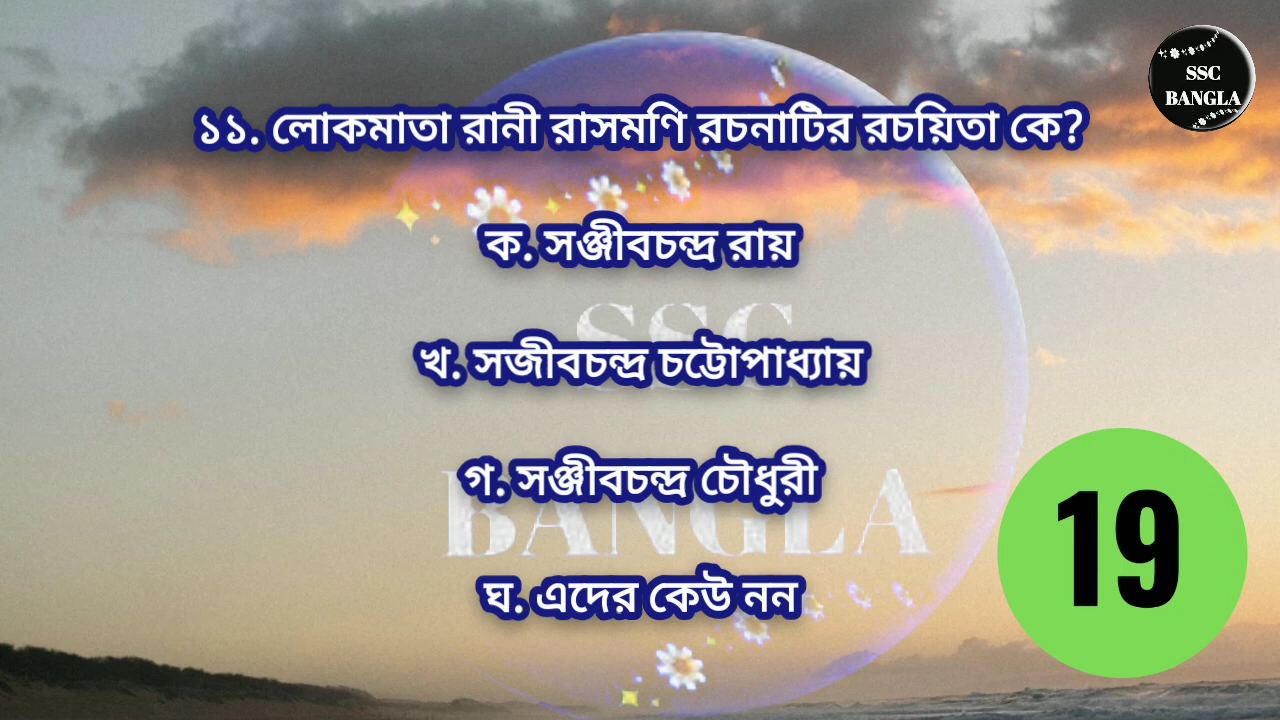 SSC
BANGLA
১১. লোকমাতা রানী রাসমণি রচনাটির রচয়িতা কে?
ক. সঞ্জীবচন্দ্র রায়
SSC
খ. সজীবচন্দ্র চট্টোপাধ্যায়
গ. সঞ্জীবচন্দ্র চৌধুরী
BANGLA
19
ঘ. এদের কেউ নন